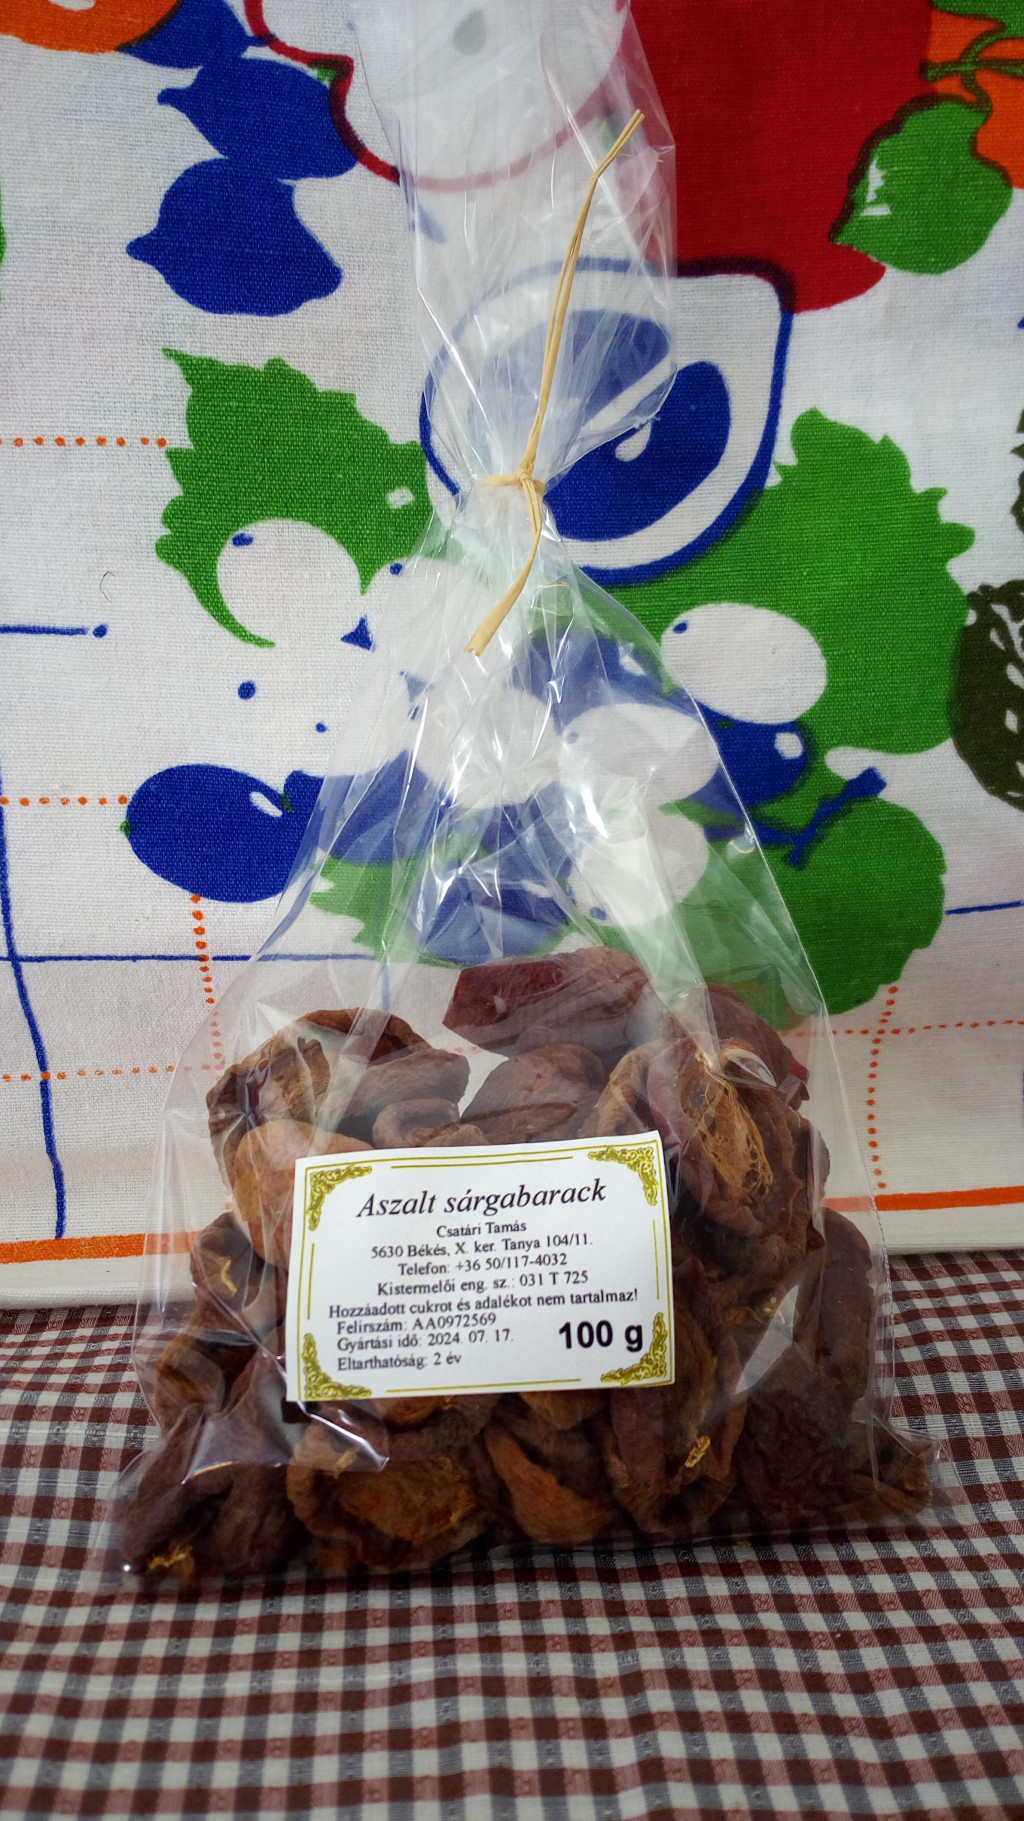 Aszalt sárgabarack
Csatári Tamás
5630 Békés, X. ker. Tanya 104/11.
Telefon: +36 50/117-4032
Kistermelői eng. sz.: 031 T 725
Hozzáadott cukrot és adalékot nem tartalmaz!
Felírszám: AA0972569
Gyártási idő: 2024. 07. 17.
Eltarthatóság: 2 év
100 g